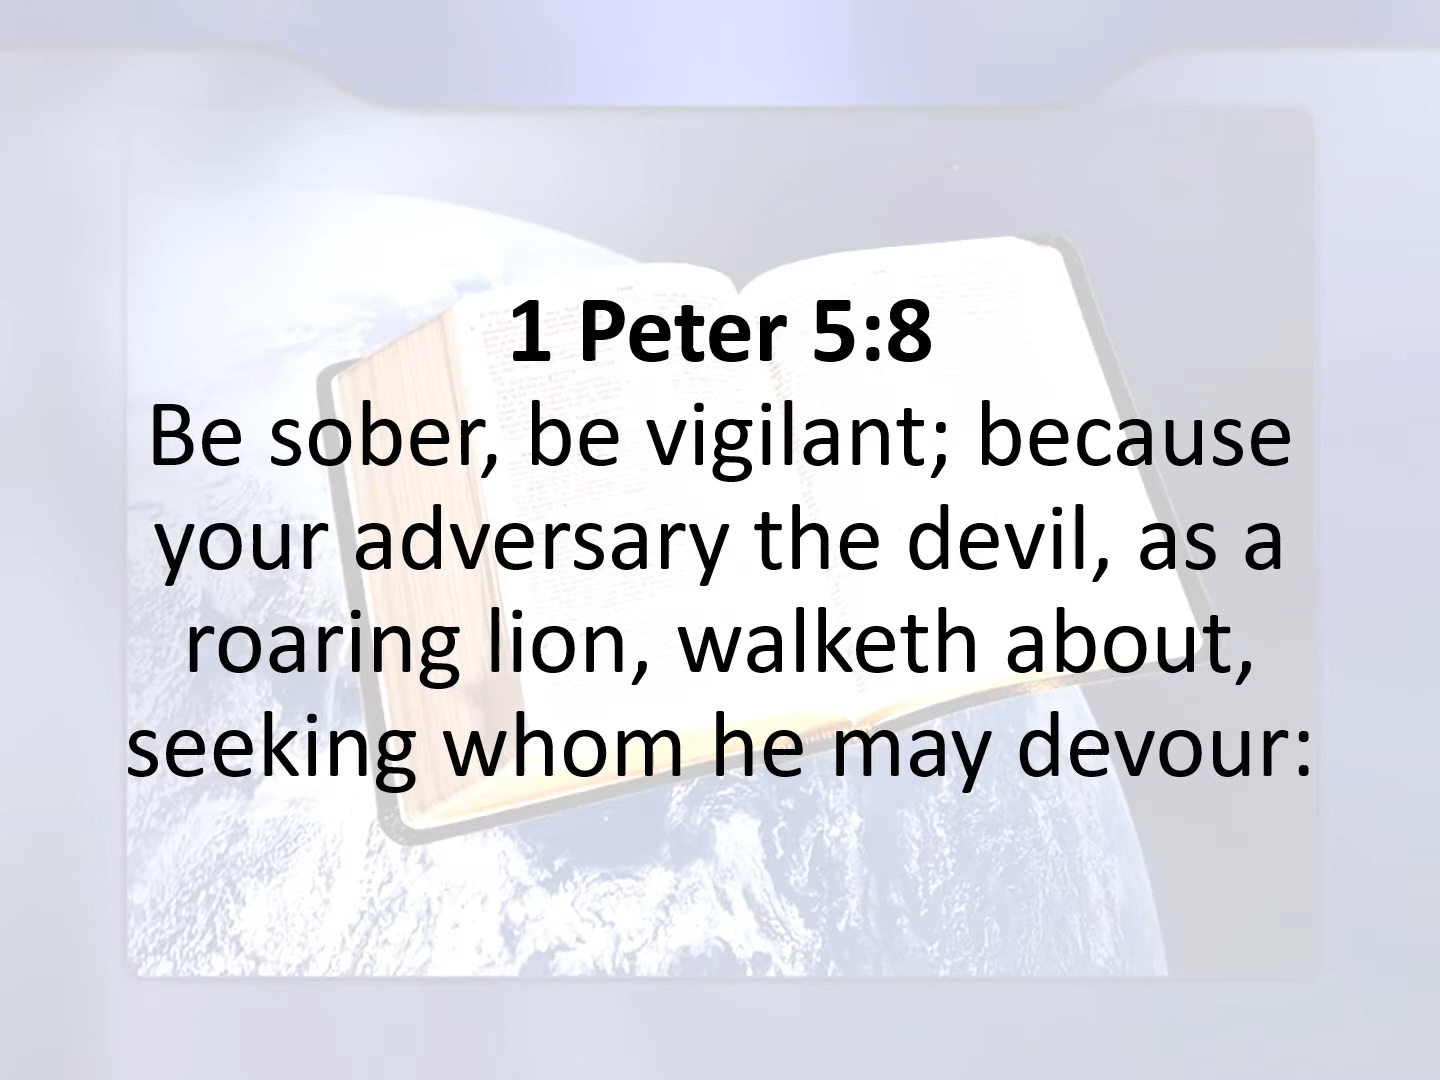 1 Peter 5:8
Be sober, be vigilant; because
your adversary the devil, as a
roaring lion, walketh about,
seeking whom he may devour: